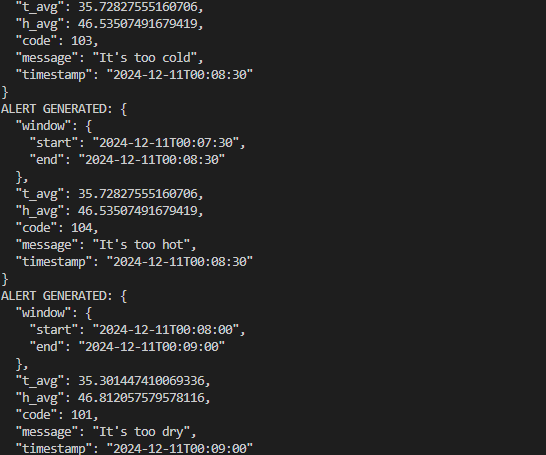 "t_avg": 35.72827555160706,
"h_avg": 46.53507491679419,
"code": 103,
"message": "It's too cold",
"timestamp": "2024-12-11T00:08:30"
}
ALERT GENERATED: {
"window": {
"start": "2024-12-11T00:07:30",
"end": "2024-12-11T00:08:30"
},
"t_avg": 35.72827555160706,
"h_avg": 46.53507491679419,
"code": 104,
"message": "It's too hot",
"timestamp": "2024-12-11T00:08:30"
}
ALERT GENERATED: {
"window": {
"start": "2024-12-11T00:08:00",
"end": "2024-12-11T00:09:00"
},
"t_avg": 35.301447410069336,
"h_avg": 46.812057579578116,
"code": 101,
"message": "It's too dry",
"timestamp": "2024-12-11T00:09:00"